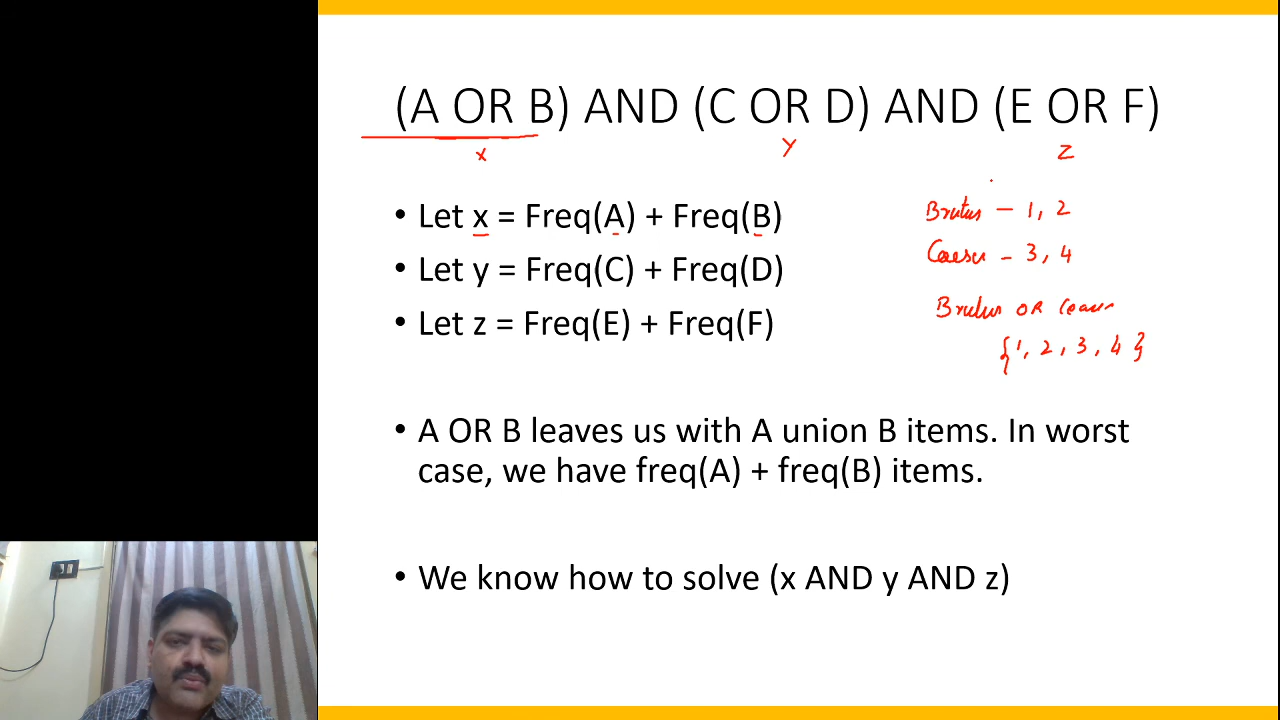 (A OR B) AND (C OR D) AND (E OR F)
x y z
• Let x = Freq(A) + Freq(B)
• Let y = Freq(C) + Freq(D)
• Let z = Freq(E) + Freq(F)
Brutus - 1, 2
Caesar - 3, 4
Brutus OR Ceaser
{1, 2, 3, 4}
• A OR B leaves us with A union B items. In worst
case, we have freq(A) + freq(B) items.
• We know how to solve (x AND y AND z)